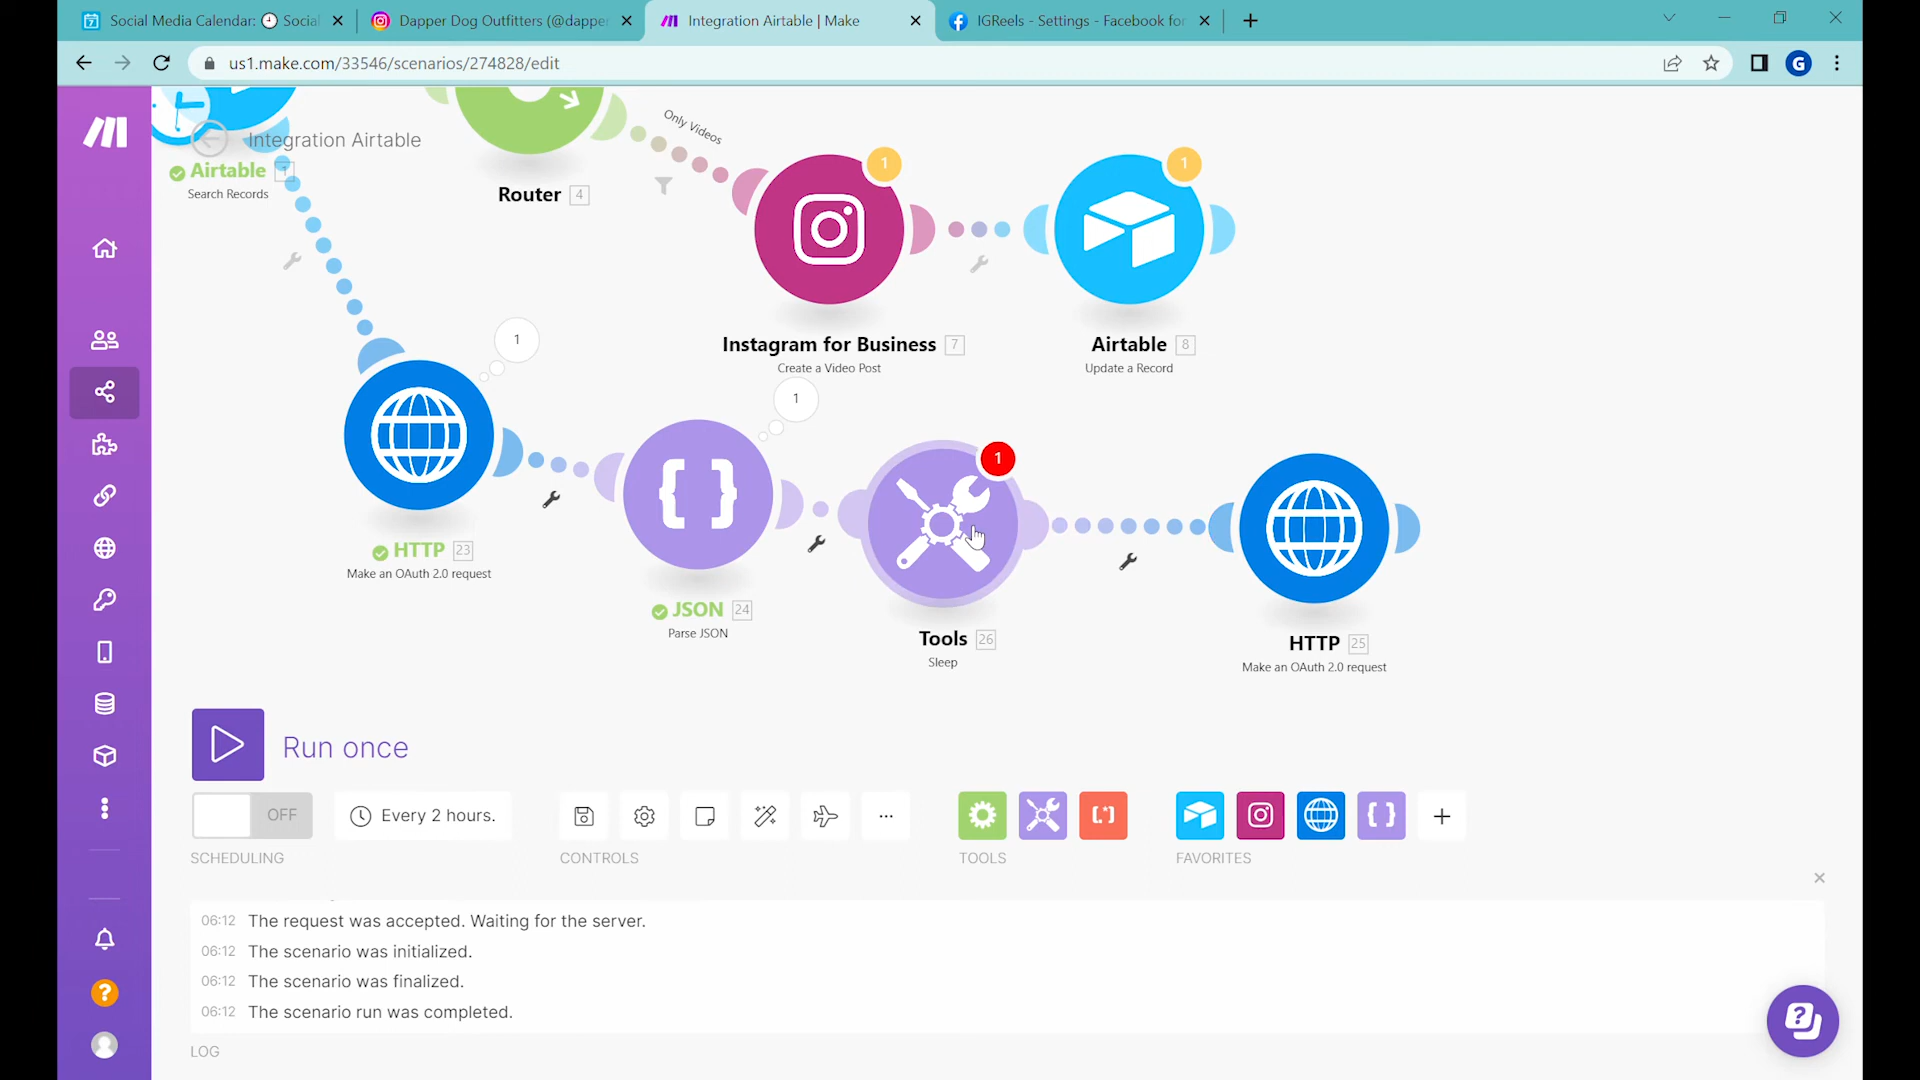 Social Media Calendar: Social
Dapper Dog Outfitters (@dapper
Integration Airtable | Make
IGReels - Settings - Facebook for
us1.make.com/33546/scenarios/274828/edit
G
Only Videos
Integration Airtable
Airtable 1
Search Records
Router 4
1
1
Instagram for Business 7
Create a Video Post
Airtable 8
Update a Record
1
1
1
HTTP 23
Make an OAuth 2.0 request
{ }
JSON 24
Parse JSON
Tools 26
Sleep
HTTP 25
Make an OAuth 2.0 request
Run once
OFF
Every 2 hours.
SCHEDULING
CONTROLS
TOOLS
FAVORITES
06:12 The request was accepted. Waiting for the server.
06:12 The scenario was initialized.
06:12 The scenario was finalized.
06:12 The scenario run was completed.
LOG